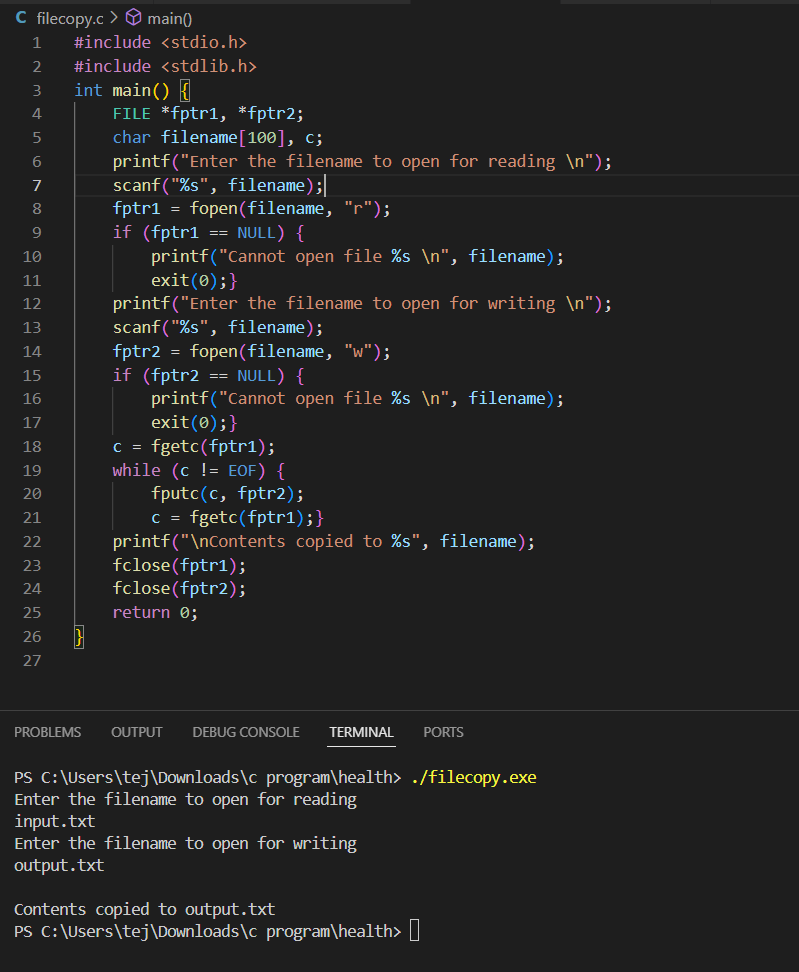 C filecopy.c > main()
1 #include <stdio.h>
2 #include <stdlib.h>
3 int main() {
4 FILE *fptr1, *fptr2;
5 char filename[100], c;
6 printf("Enter the filename to open for reading \n");
7 scanf("%s", filename);
8 fptr1 = fopen(filename, "r");
9 if (fptr1 == NULL) {
10 printf("Cannot open file %s \n", filename);
11 exit(0);}
12 printf("Enter the filename to open for writing \n");
13 scanf("%s", filename);
14 fptr2 = fopen(filename, "w");
15 if (fptr2 == NULL) {
16 printf("Cannot open file %s \n", filename);
17 exit(0);}
18 c = fgetc(fptr1);
19 while (c != EOF) {
20 fputc(c, fptr2);
21 c = fgetc(fptr1);}
22 printf("\nContents copied to %s", filename);
23 fclose(fptr1);
24 fclose(fptr2);
25 return 0;
26 }
27
PROBLEMS OUTPUT DEBUG CONSOLE TERMINAL PORTS
PS C:\Users\tej\Downloads\c program\health> ./filecopy.exe
Enter the filename to open for reading
input.txt
Enter the filename to open for writing
output.txt
Contents copied to output.txt
PS C:\Users\tej\Downloads\c program\health>